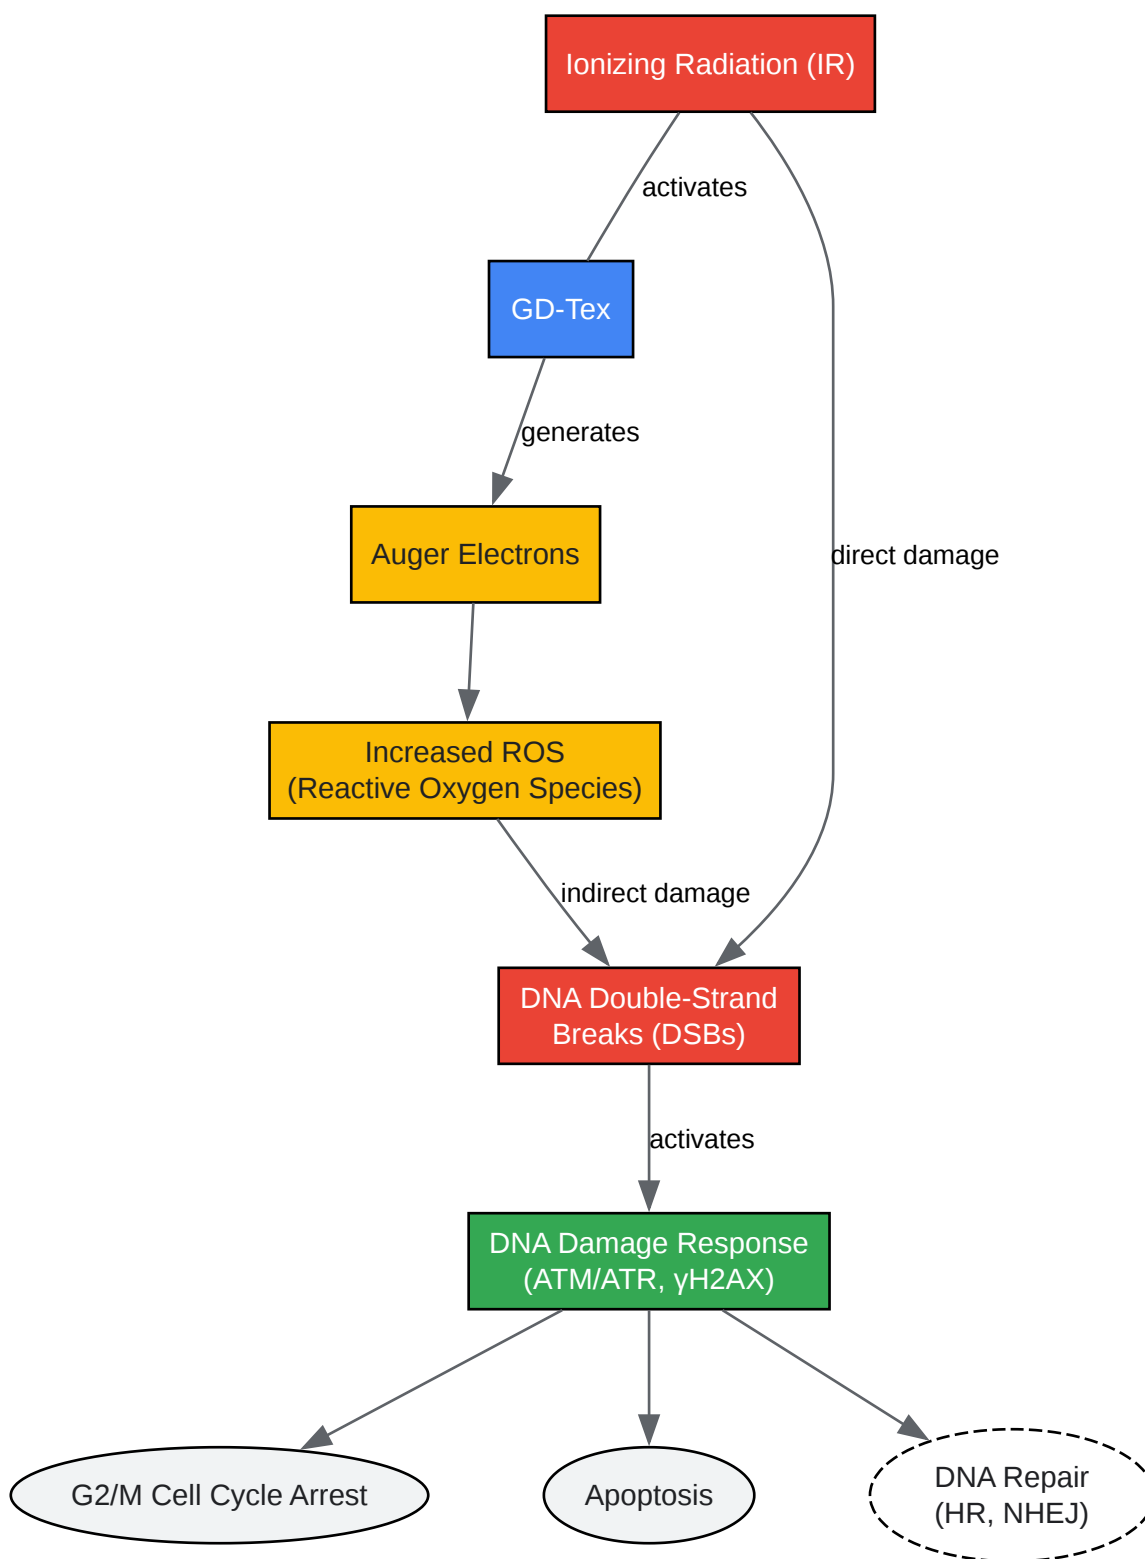 Ionizing Radiation (IR)
activates
GD-Tex
generates
Auger Electrons
direct damage
Increased ROS
(Reactive Oxygen Species)
indirect damage
DNA Double-Strand
Breaks (DSBs)
activates
DNA Damage Response
(ATM/ATR, γH2AX)
G2/M Cell Cycle Arrest
Apoptosis
DNA Repair
(HR, NHEJ)